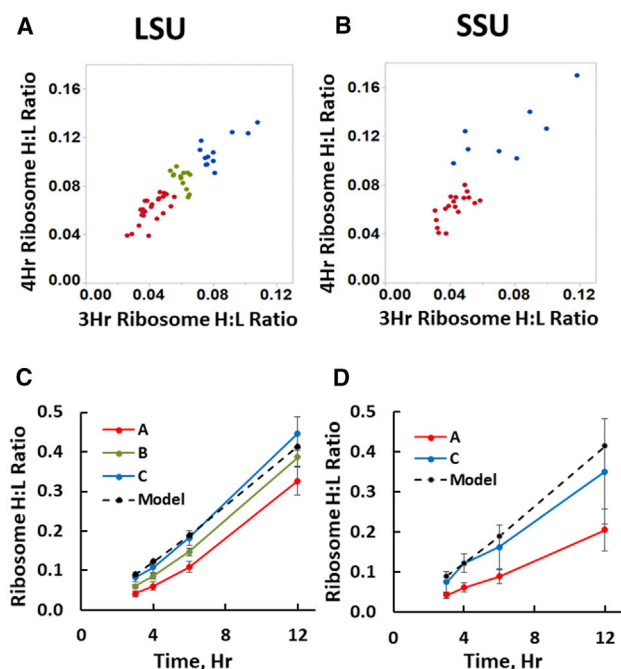 A
LSU
B
SSU
4Hr Ribosome H:L Ratio
0.16
0.12
0.08
0.04
0.00
0.00 0.04 0.08 0.12
3Hr Ribosome H:L Ratio
4Hr Ribosome H:L Ratio
0.16
0.12
0.08
0.04
0.00
0.00 0.04 0.08 0.12
3Hr Ribosome H:L Ratio
C
Ribosome H:L Ratio
0.5
0.4
0.3
0.2
0.1
0.0
A
B
C
Model
0 4 8 12
Time, Hr
D
Ribosome H:L Ratio
0.5
0.4
0.3
0.2
0.1
0.0
A
C
Model
0 4 8 12
Time, Hr